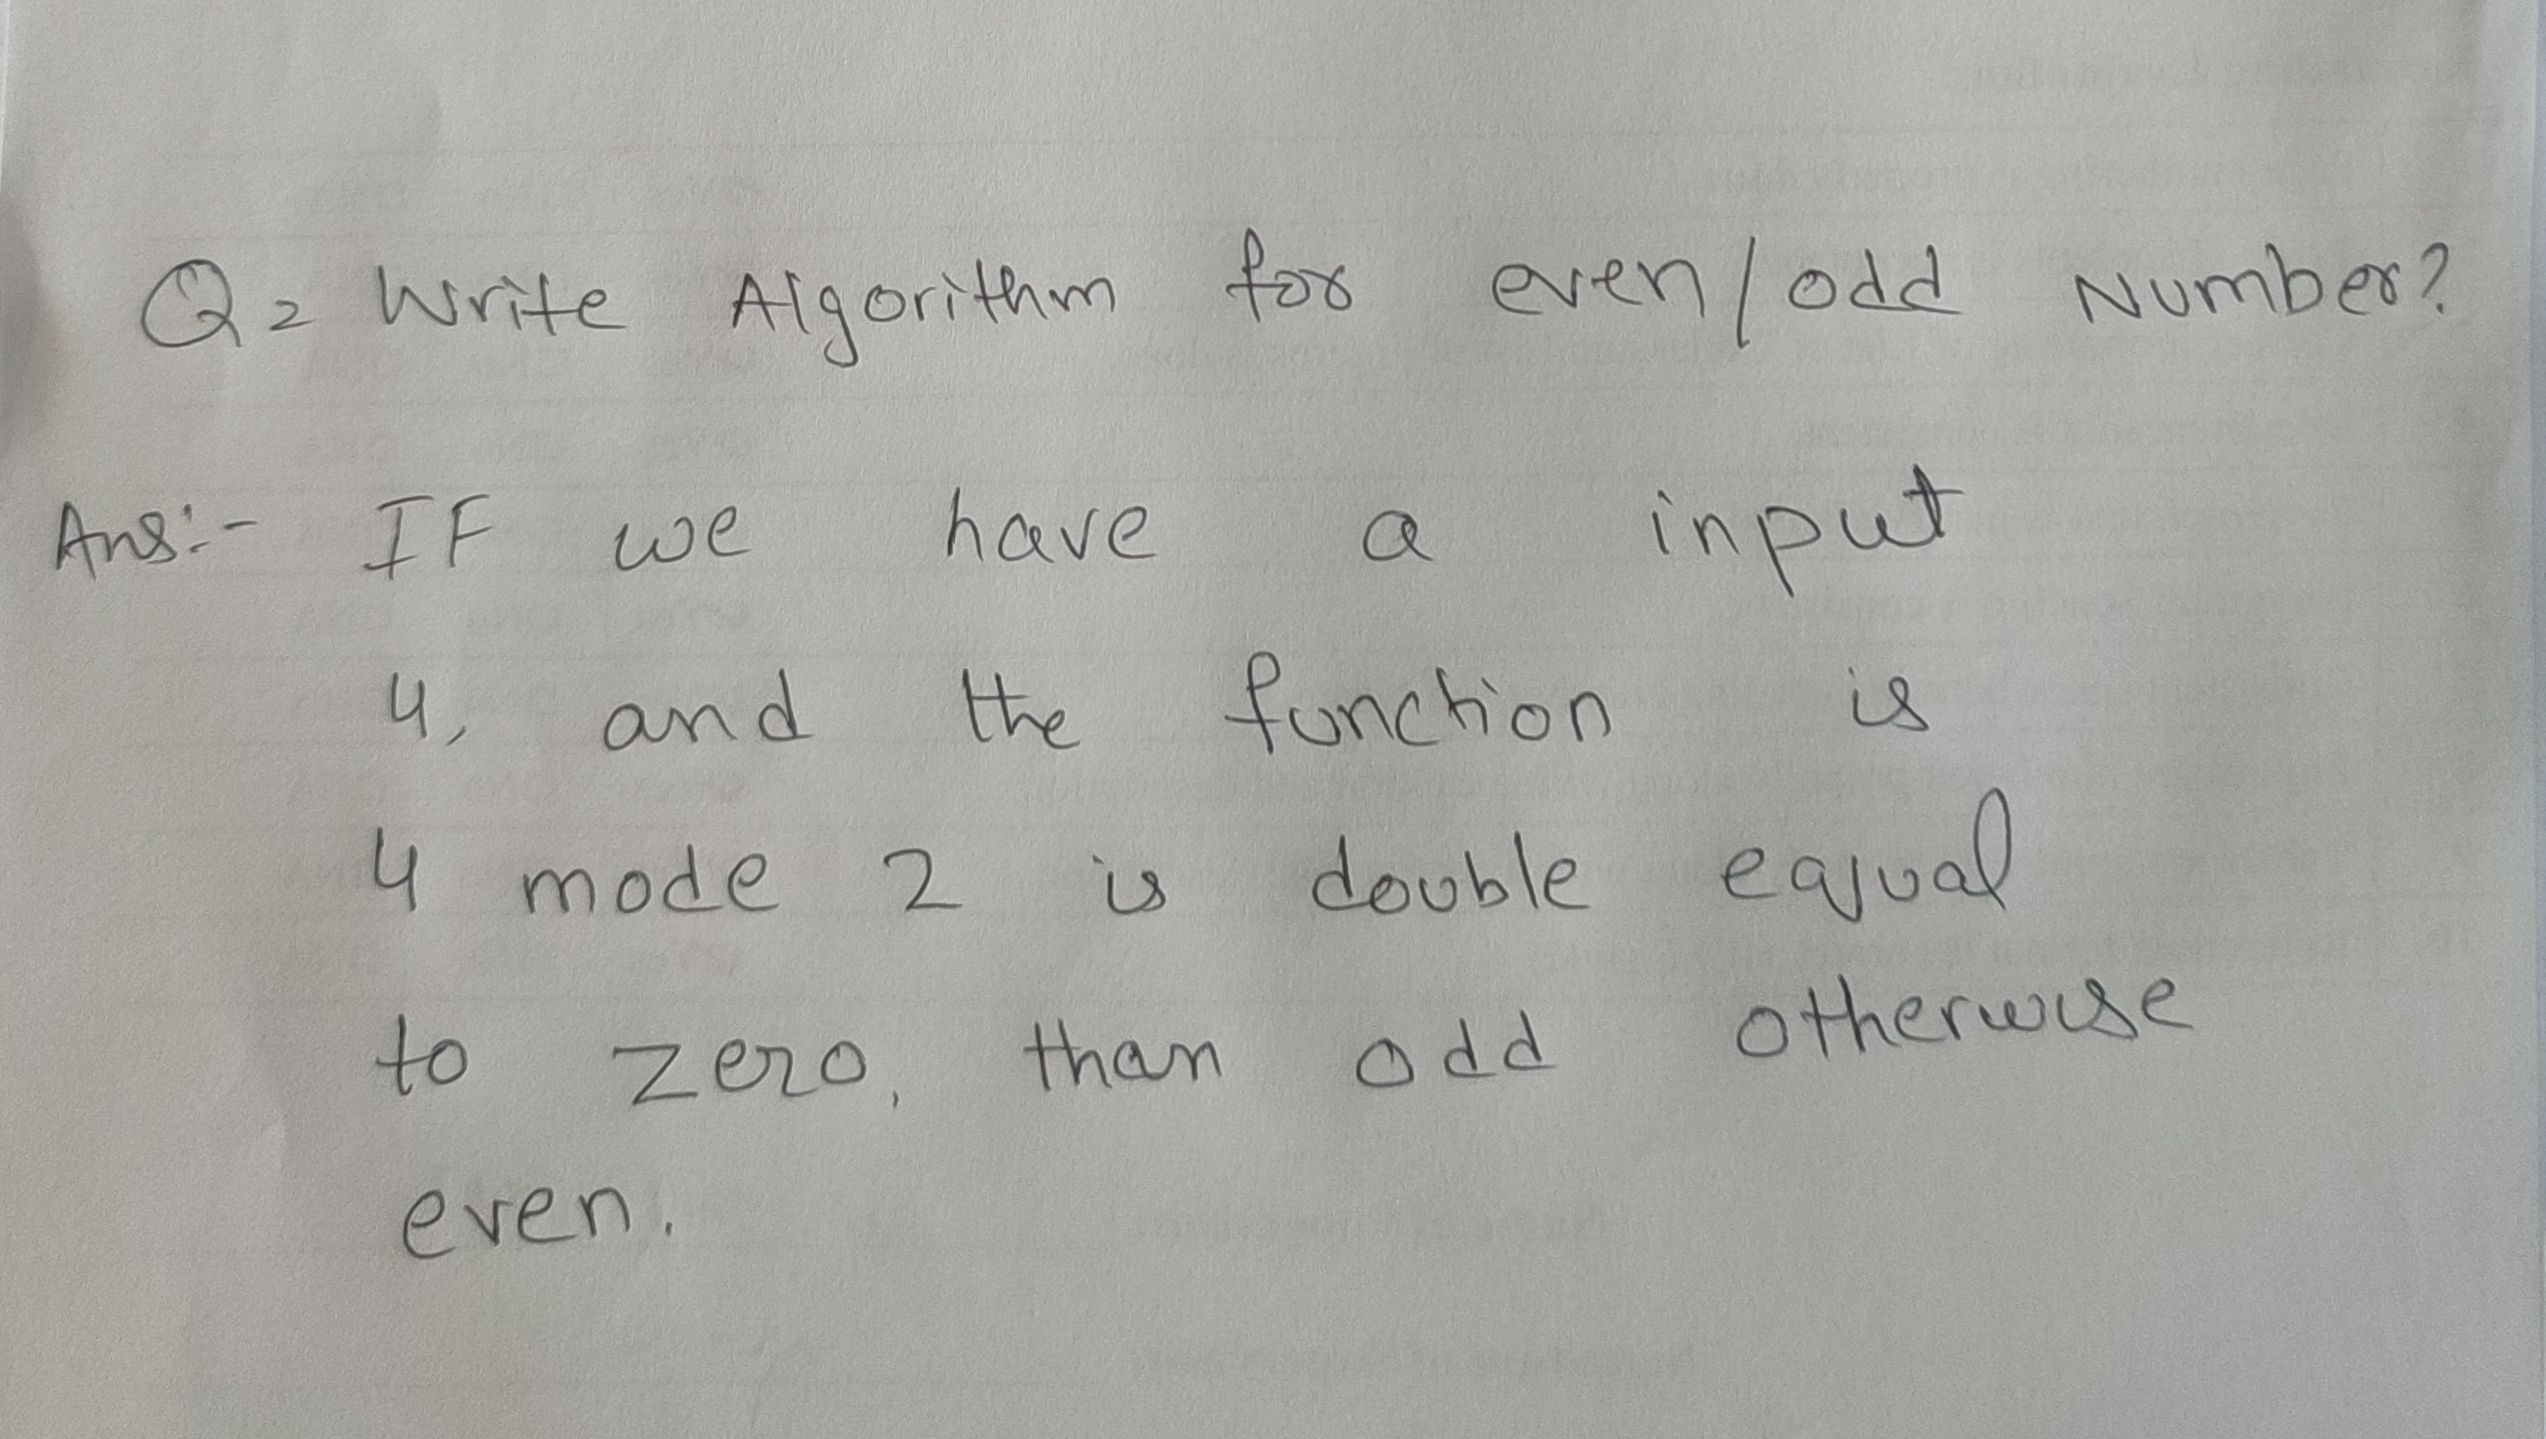 Q2 Write Algorithm for even/odd Number?
Ans:- IF we have a input
4, and the function is
4 mode 2 is double equal
to zero, than odd otherwise
even.